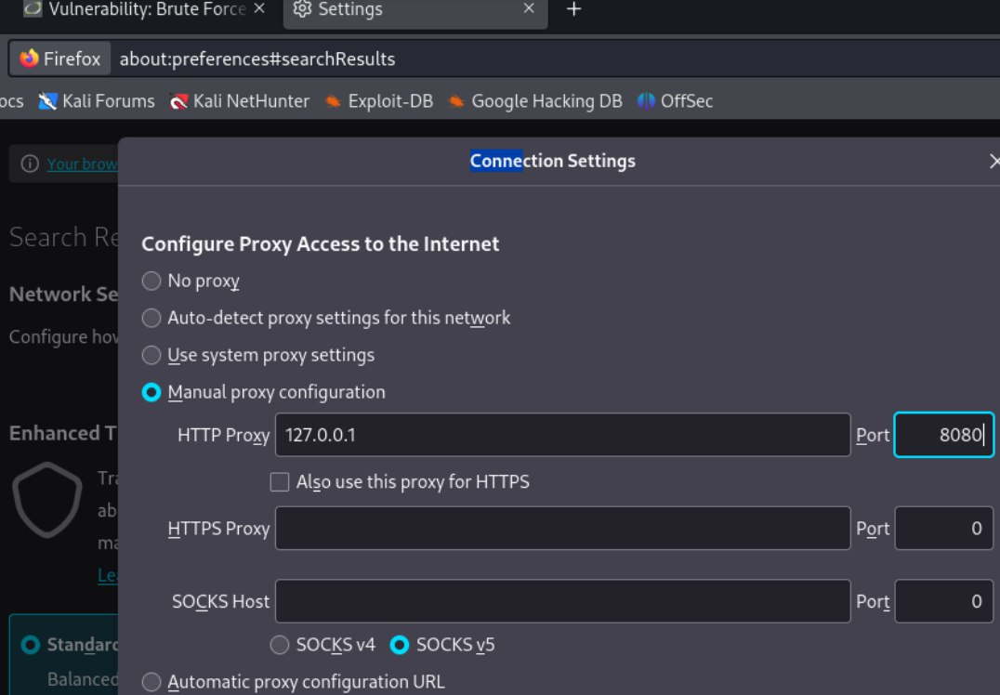 Vulnerability: Brute Force
Settings
Firefox about:preferences#searchResults
ocs Kali Forums Kali NetHunter Exploit-DB Google Hacking DB OffSec
Your brow
Connection Settings
Search Re
Configure Proxy Access to the Internet
No proxy
Network Se
Auto-detect proxy settings for this network
Configure how
Use system proxy settings
Manual proxy configuration
Enhanced T
HTTP Proxy 127.0.0.1 Port 8080
Tra
Also use this proxy for HTTPS
ab
HTTPS Proxy Port 0
ma
Lea
SOCKS Host Port 0
Standard
SOCKS v4 SOCKS v5
Balanced
Automatic proxy configuration URL